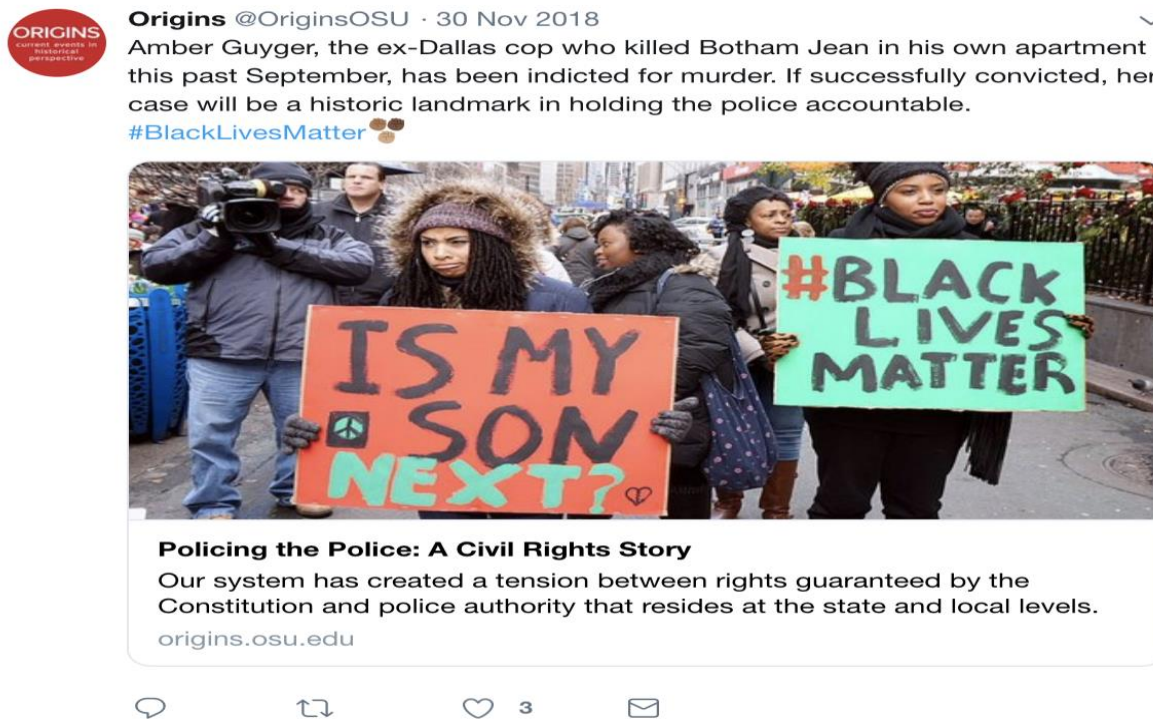 ORIGINS
current events in
historical
perspective
Origins @OriginsOSU · 30 Nov 2018
Amber Guyger, the ex-Dallas cop who killed Botham Jean in his own apartment
this past September, has been indicted for murder. If successfully convicted, her
case will be a historic landmark in holding the police accountable.
#BlackLivesMatter
IS MY
SON
NEXT?
#BLACK
LIVES
MATTER
Policing the Police: A Civil Rights Story
Our system has created a tension between rights guaranteed by the
Constitution and police authority that resides at the state and local levels.
origins.osu.edu
3